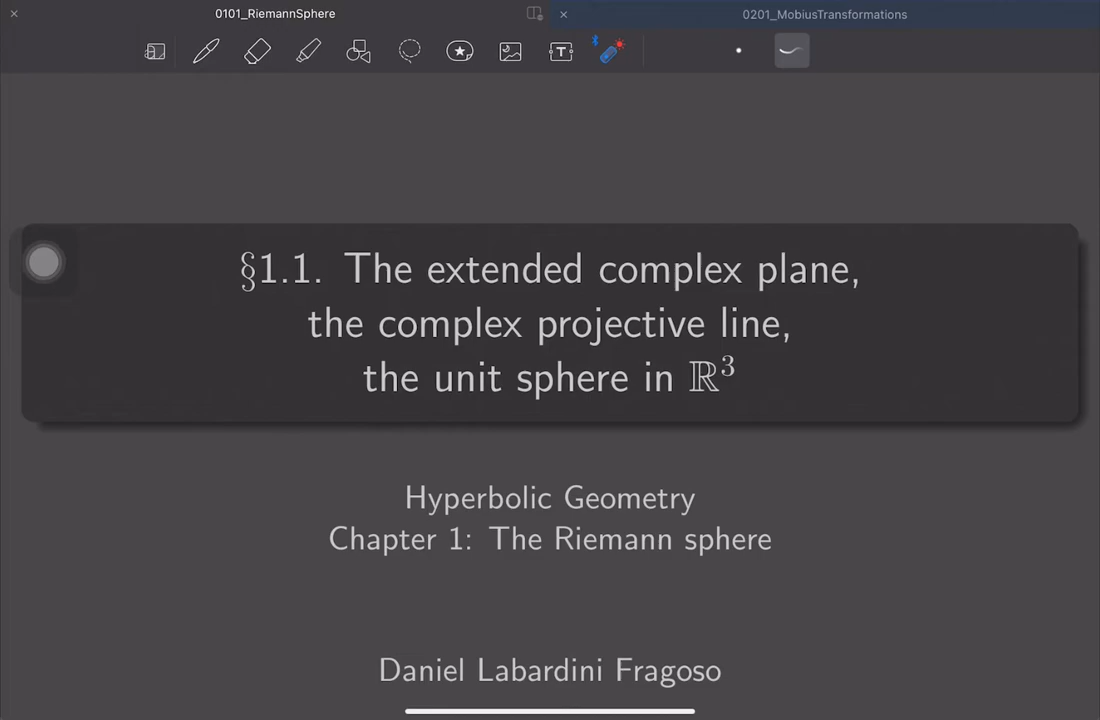 0101_RiemannSphere
0201_MobiusTransformations
T
§1.1. The extended complex plane,
the complex projective line,
the unit sphere in ℝ³
Hyperbolic Geometry
Chapter 1: The Riemann sphere
Daniel Labardini Fragoso